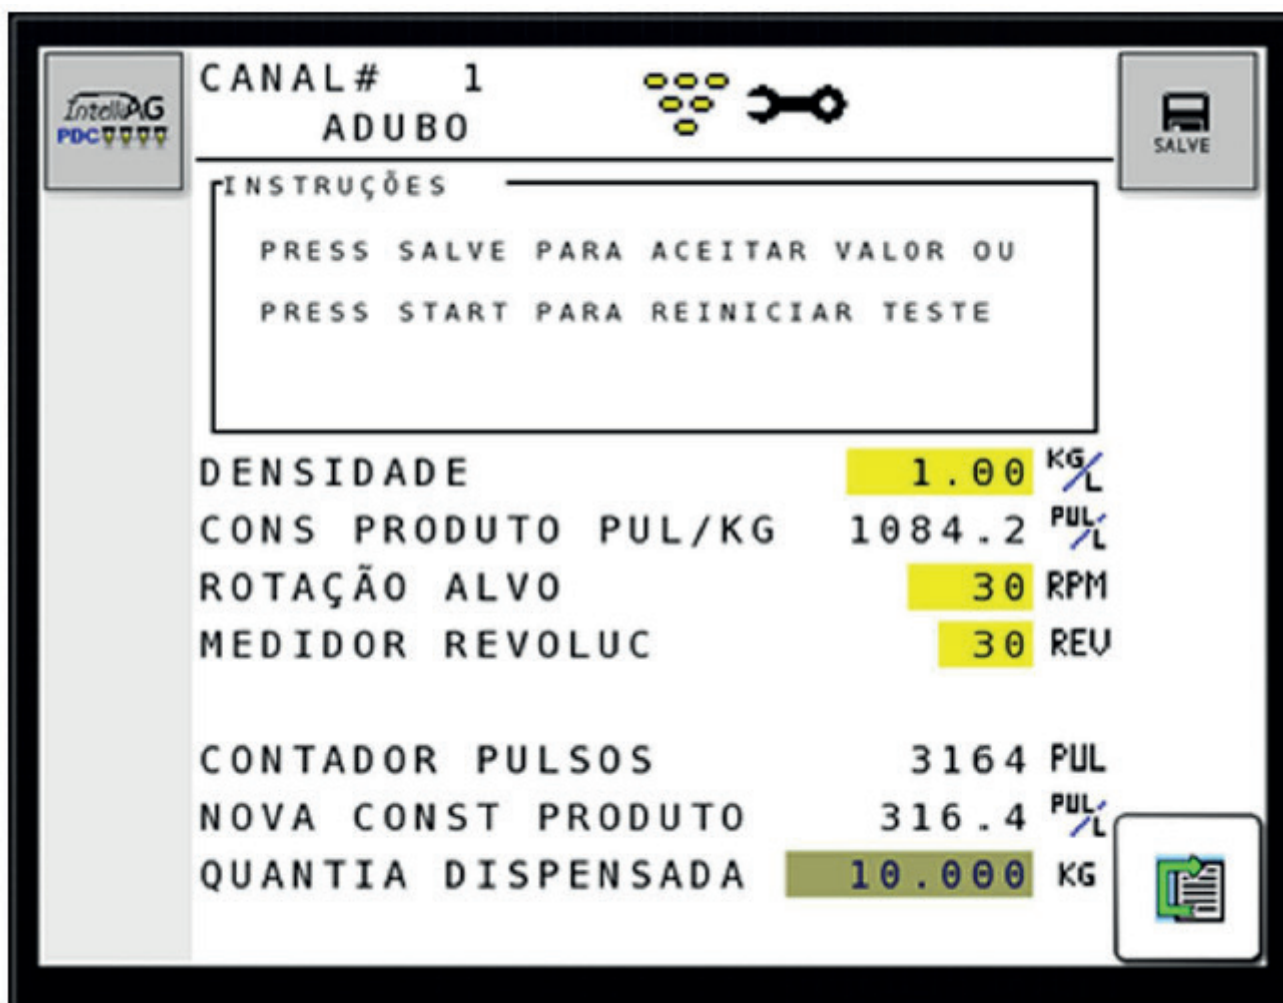 IntelliAG
PDC
CANAL# 1
ADUBO
SALVE
INSTRUÇÕES
PRESS SALVE PARA ACEITAR VALOR OU
PRESS START PARA REINICIAR TESTE
DENSIDADE 1.00 KG/L
CONS PRODUTO PUL/KG 1084.2 PUL/L
ROTAÇÃO ALVO 30 RPM
MEDIDOR REVOLUC 30 REV
CONTADOR PULSOS 3164 PUL
NOVA CONST PRODUTO 316.4 PUL/L
QUANTIA DISPENSADA 10.000 KG